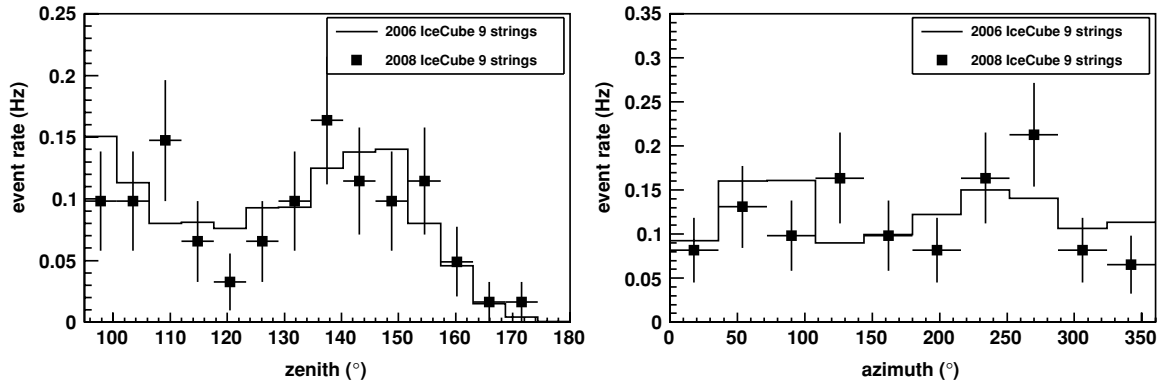 event rate (Hz)
0.25
0.2
0.15
0.1
0.05
0
100 110 120 130 140 150 160 170 180
zenith (°)
2006 IceCube 9 strings
2008 IceCube 9 strings
event rate (Hz)
0.35
0.3
0.25
0.2
0.15
0.1
0.05
0
0 50 100 150 200 250 300 350
azimuth (°)
2006 IceCube 9 strings
2008 IceCube 9 strings